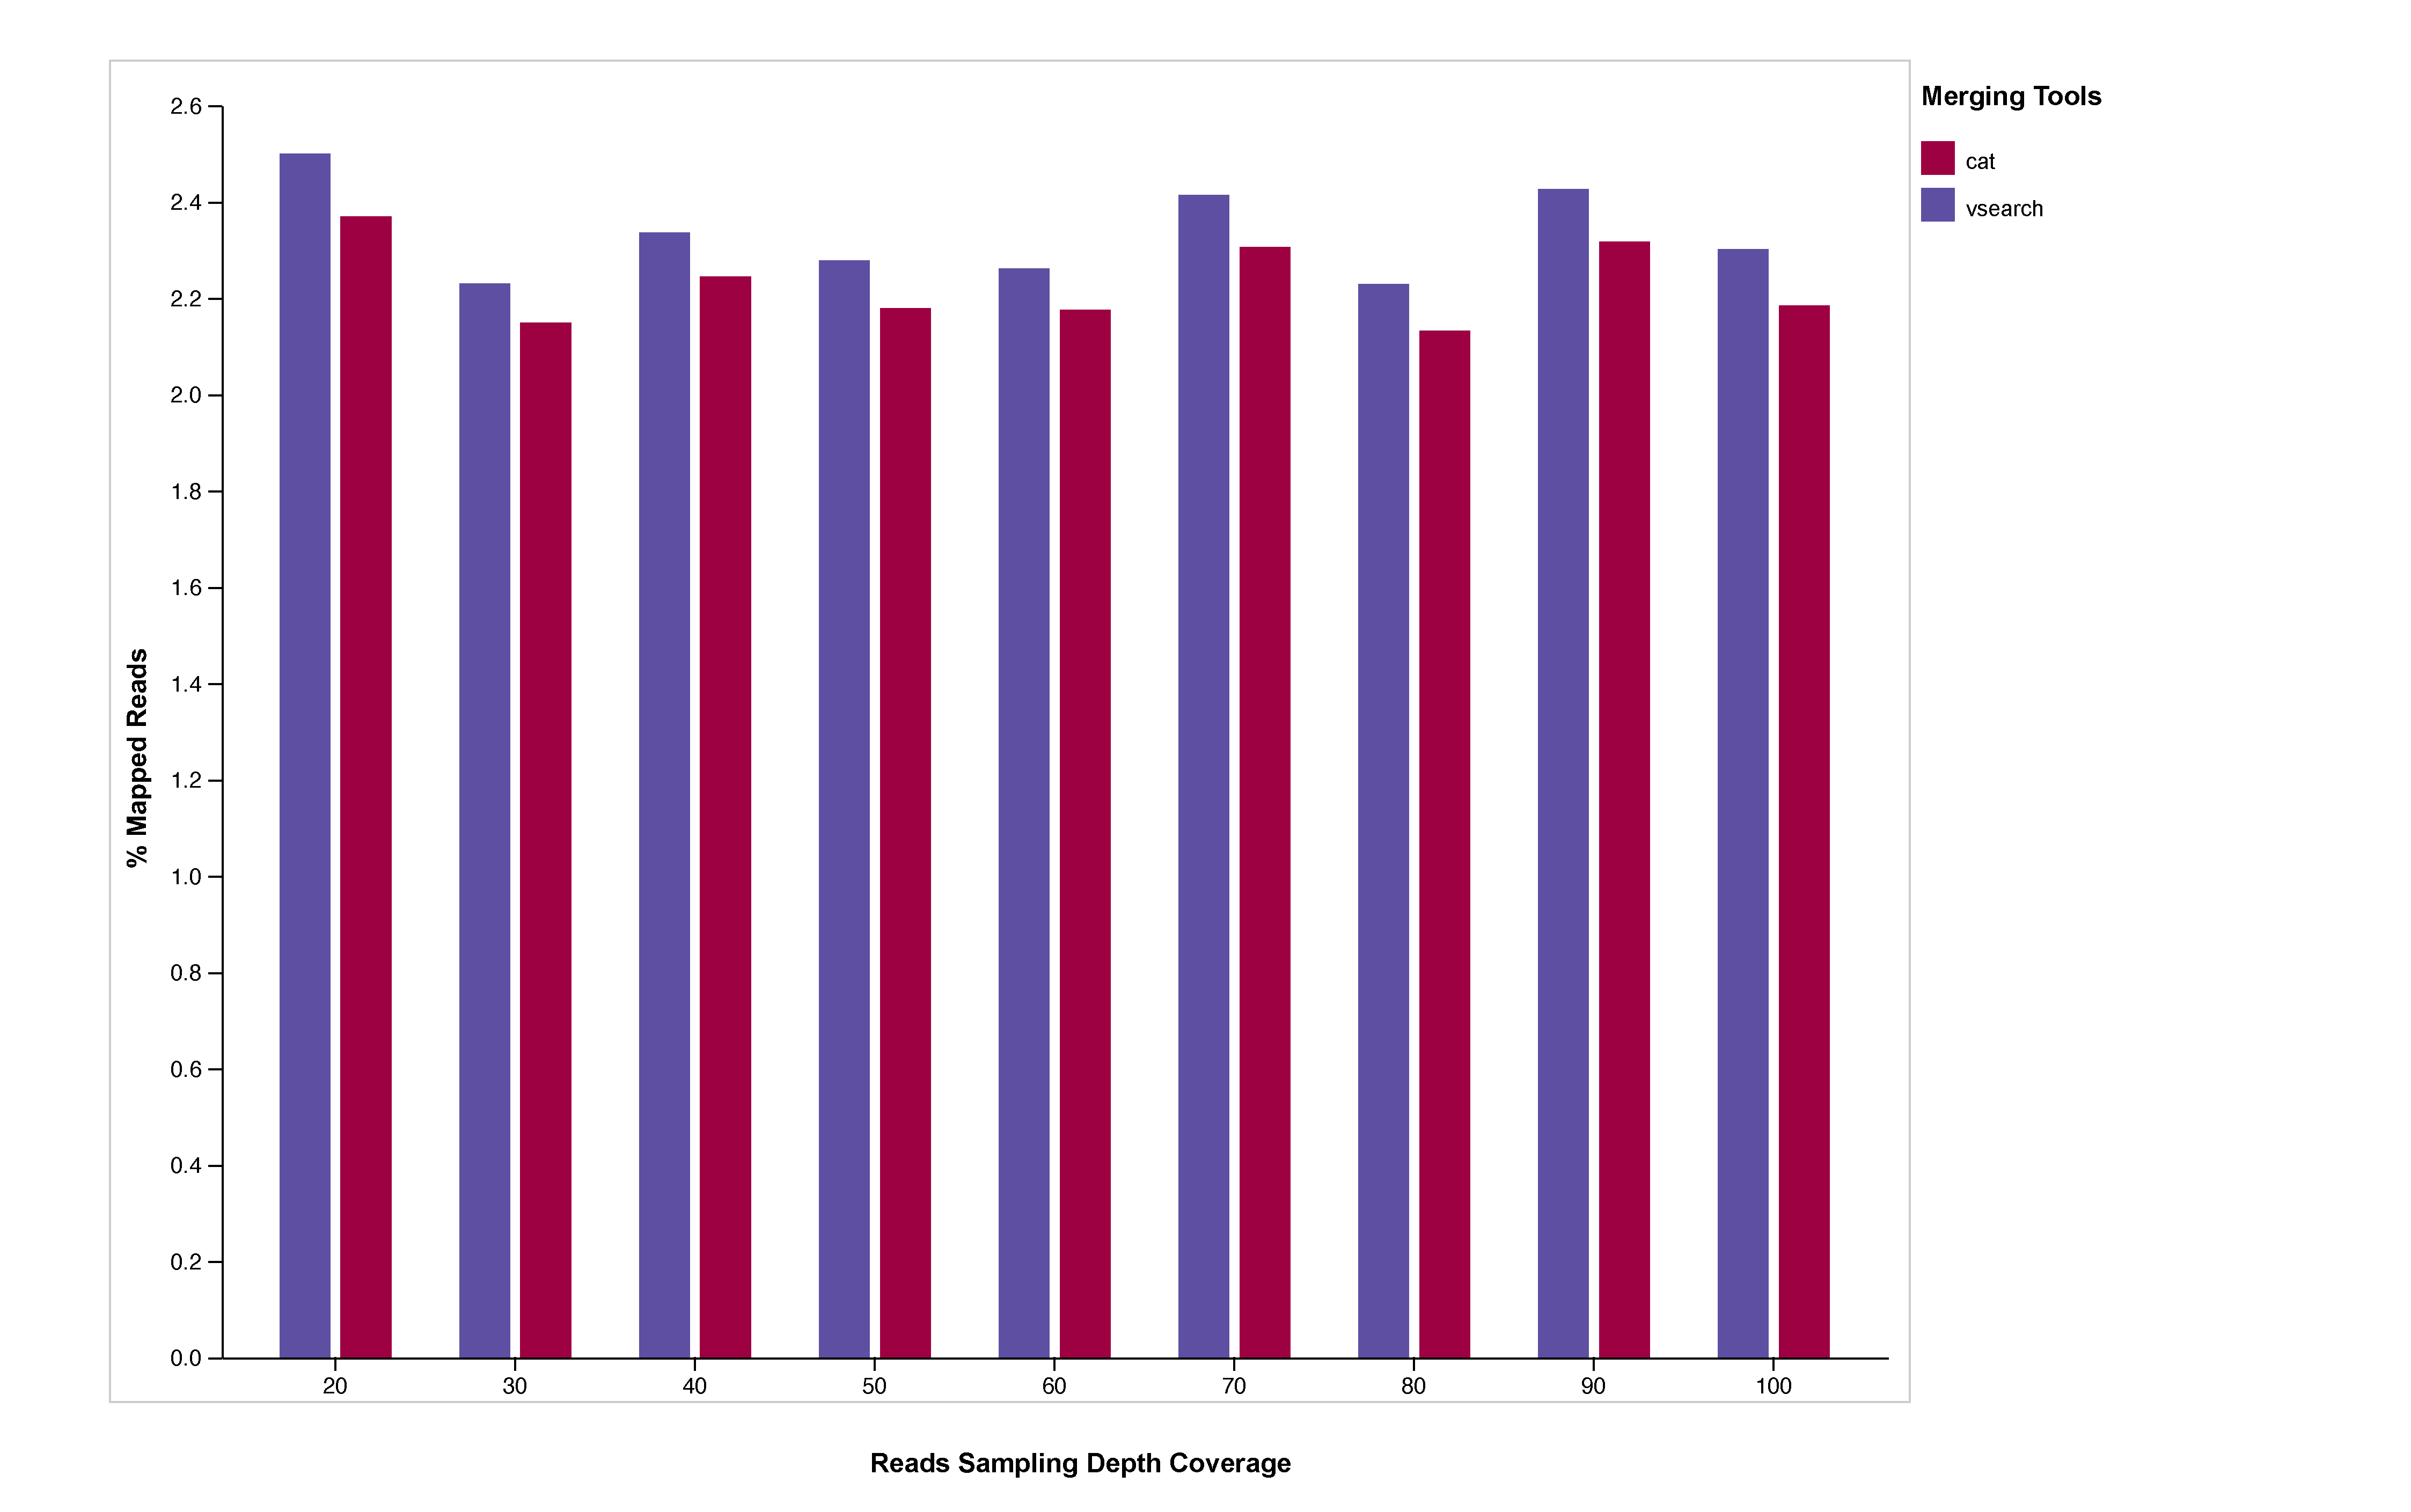 Merging Tools
cat
vsearch
% Mapped Reads
2.6
2.4
2.2
2.0
1.8
1.6
1.4
1.2
1.0
0.8
0.6
0.4
0.2
0.0
20 30 40 50 60 70 80 90 100
Reads Sampling Depth Coverage